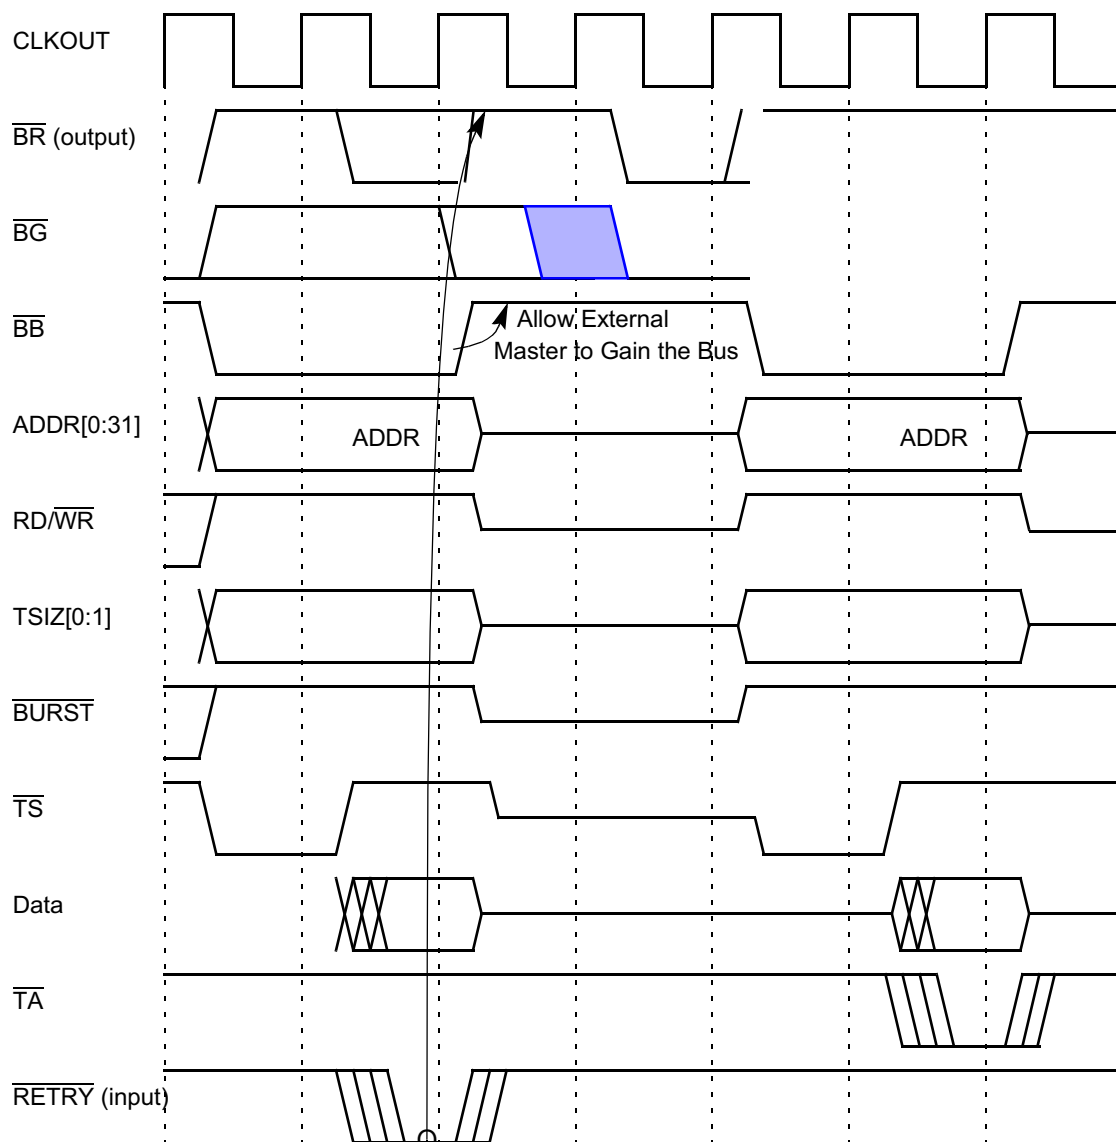 CLKOUT
BR (output)
BG
BB
Allow External
Master to Gain the Bus
ADDR[0:31]
ADDR
ADDR
RD/WR
TSIZ[0:1]
BURST
TS
Data
TA
RETRY (input)